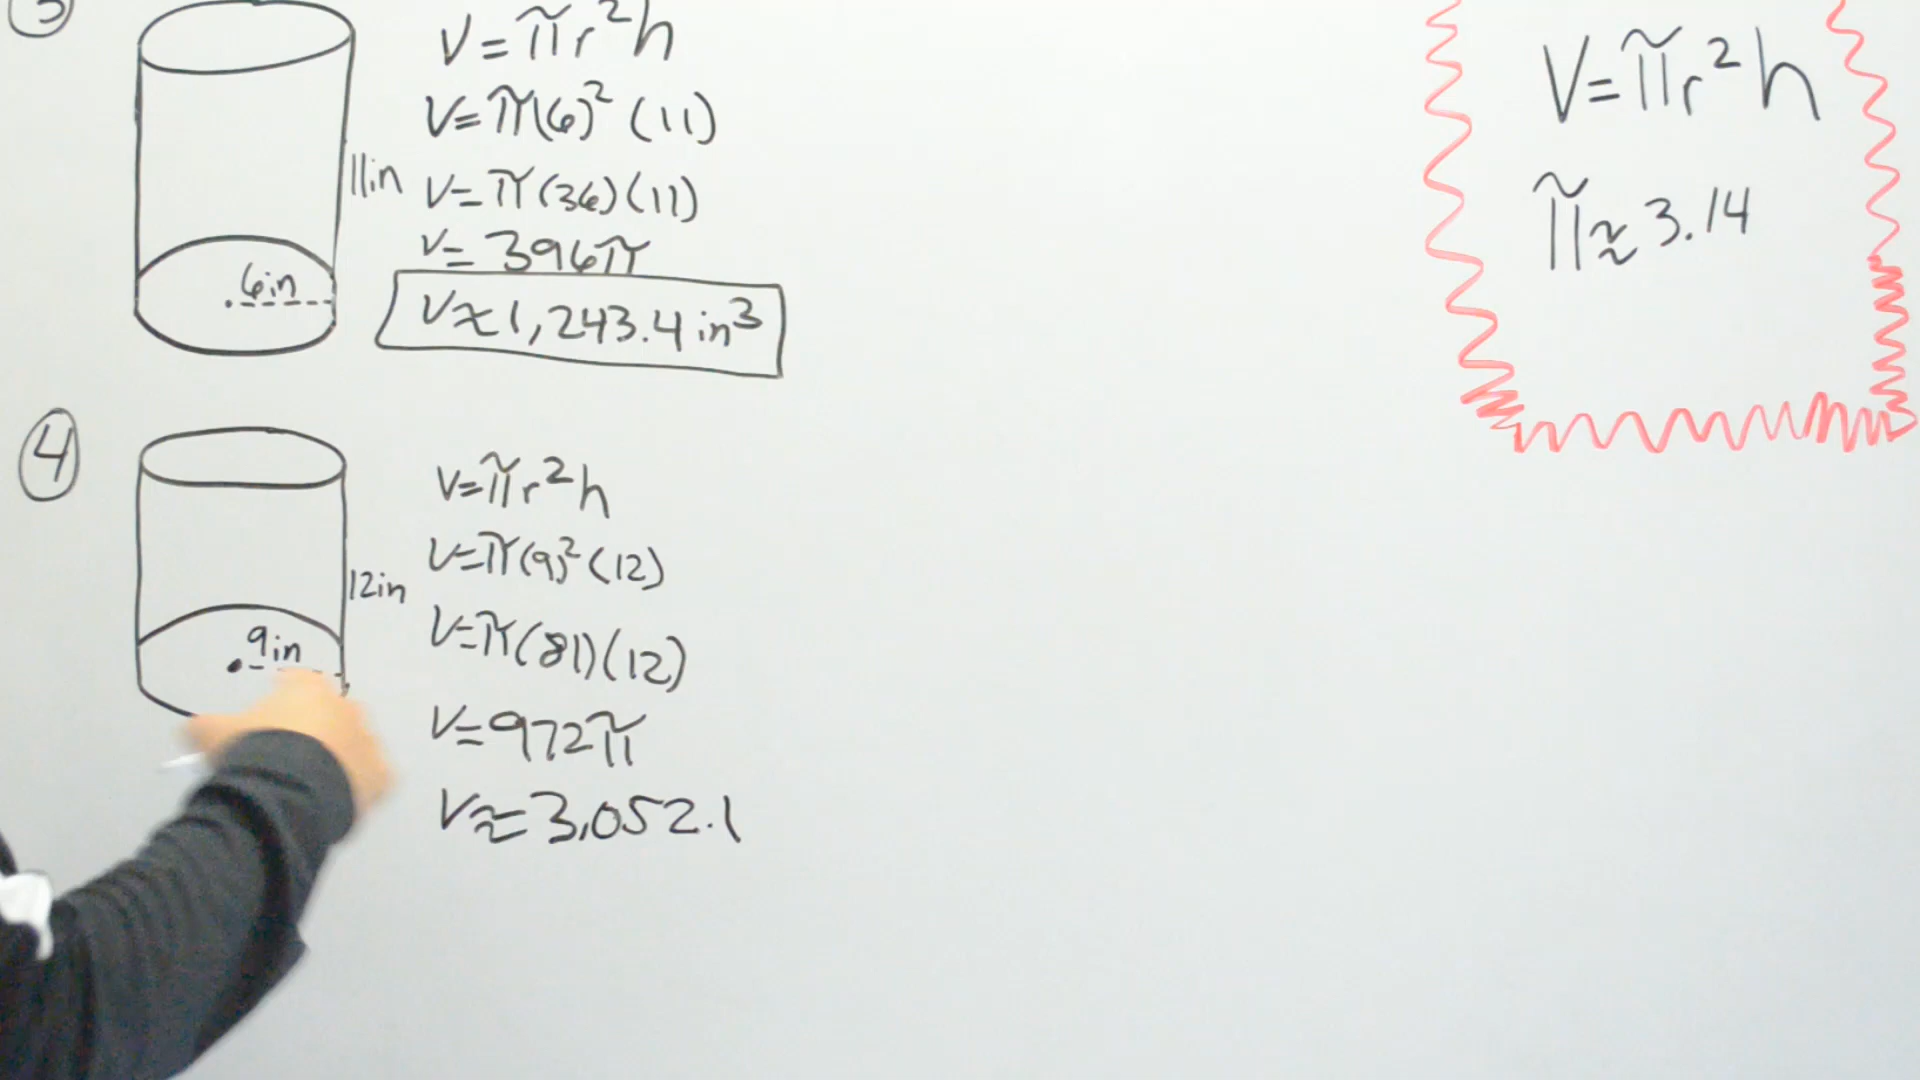 3
V=πr²h
V=π(6)²(11)
11in
V=π(36)(11)
V=396π
6in
V≈1,243.4in³
4
V=πr²h
V=π(9)²(12)
12in
V=π(81)(12)
9in
V=972π
V≈3,052.1
V=πr²h
π≈3.14